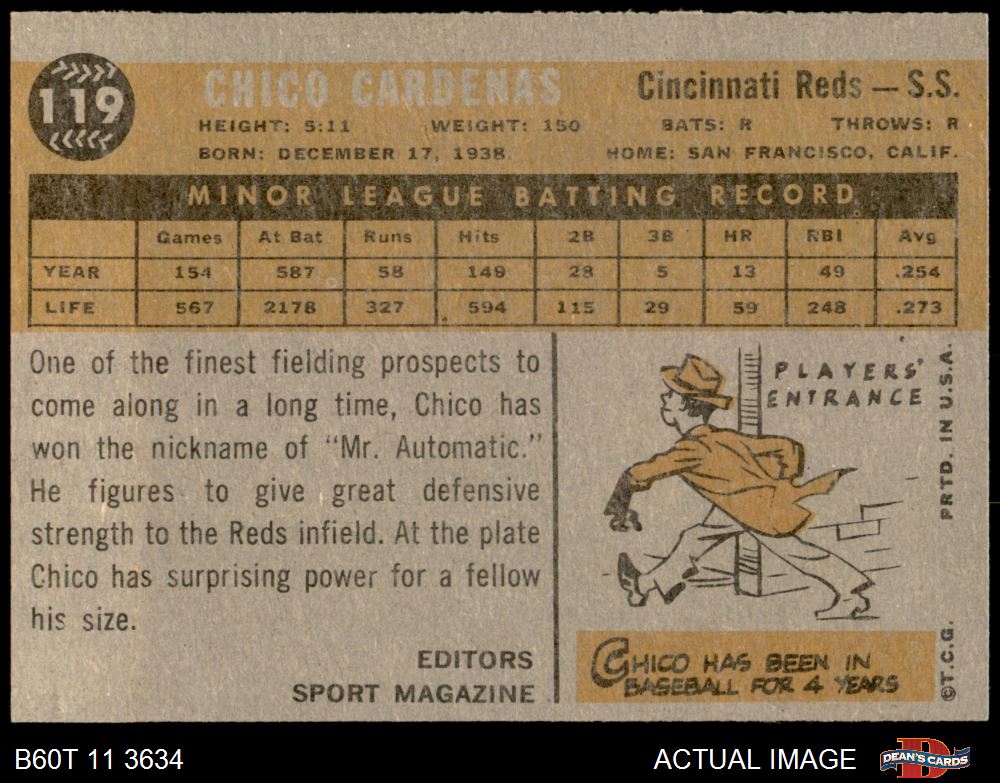 119
CHICO CARDENAS
Cincinnati Reds — S.S.
HEIGHT: 5:11 WEIGHT: 150 BATS: R THROWS: R
BORN: DECEMBER 17, 1938 HOME: SAN FRANCISCO, CALIF.
MINOR LEAGUE BATTING RECORD
Games At Bat Runs Hits 2B 3B HR RBI Avg
YEAR 154 587 58 149 28 5 13 49 .254
LIFE 567 2178 327 594 115 29 59 248 .273
One of the finest fielding prospects to
come along in a long time, Chico has
won the nickname of "Mr. Automatic."
He figures to give great defensive
strength to the Reds infield. At the plate
Chico has surprising power for a fellow
his size.
EDITORS
SPORT MAGAZINE
PLAYERS'
ENTRANCE
CHICO HAS BEEN IN
BASEBALL FOR 4 YEARS
PRTD. IN U.S.A.
©T.C.G.
B60T 11 3634
ACTUAL IMAGE
DEAN'S CARDS